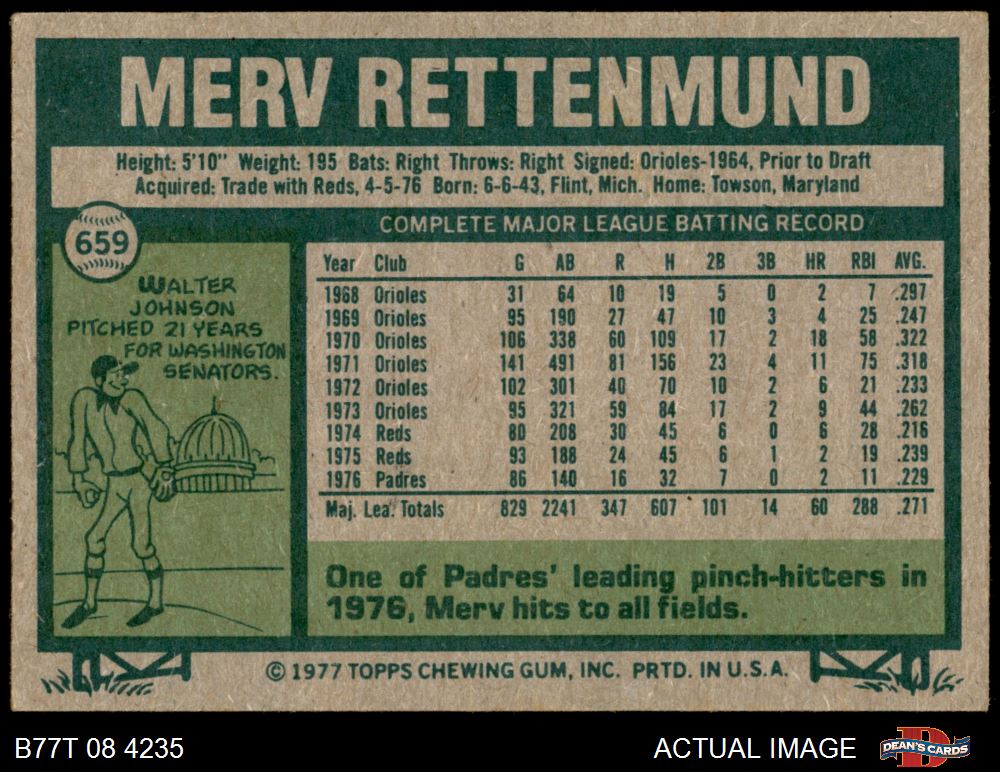 MERV RETTENMUND
Height: 5'10" Weight: 195 Bats: Right Throws: Right Signed: Orioles-1964, Prior to Draft
Acquired: Trade with Reds, 4-5-76 Born: 6-6-43, Flint, Mich. Home: Towson, Maryland
659
WALTER
JOHNSON
PITCHED 21 YEARS
FOR WASHINGTON
SENATORS.
COMPLETE MAJOR LEAGUE BATTING RECORD
Year Club G AB R H 2B 3B HR RBI AVG.
1968 Orioles 31 64 10 19 5 0 2 7 .297
1969 Orioles 95 190 27 47 10 3 4 25 .247
1970 Orioles 106 338 60 109 17 2 18 58 .322
1971 Orioles 141 491 81 156 23 4 11 75 .318
1972 Orioles 102 301 40 70 10 2 6 21 .233
1973 Orioles 95 321 59 84 17 2 9 44 .262
1974 Reds 80 208 30 45 6 0 6 28 .216
1975 Reds 93 188 24 45 6 1 2 19 .239
1976 Padres 86 140 16 32 7 0 2 11 .229
Maj. Lea. Totals 829 2241 347 607 101 14 60 288 .271
One of Padres' leading pinch-hitters in
1976, Merv hits to all fields.
© 1977 TOPPS CHEWING GUM, INC. PRTD. IN U.S.A.
B77T 08 4235
ACTUAL IMAGE
D
DEAN'S CARDS